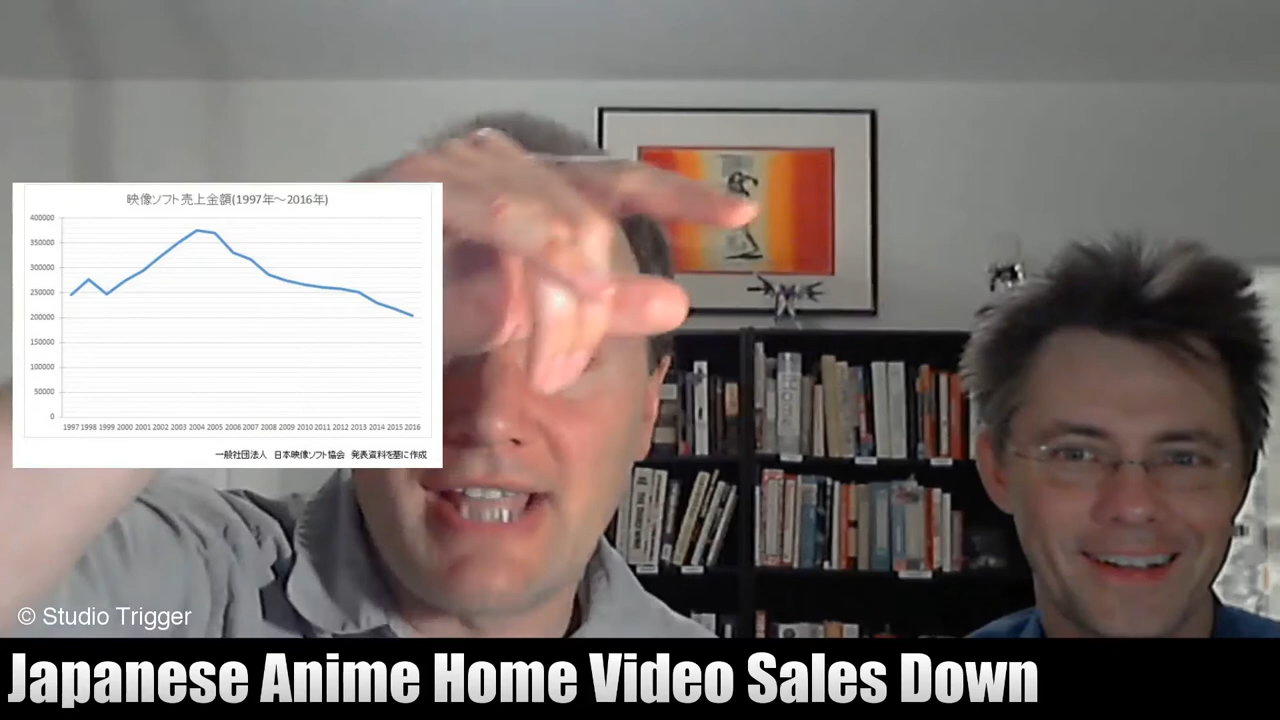 映像ソフト売上金額(1997年～2016年)
400000
350000
300000
250000
200000
150000
100000
50000
0
1997 1998 1999 2000 2001 2002 2003 2004 2005 2006 2007 2008 2009 2010 2011 2012 2013 2014 2015 2016
一般社団法人 日本映像ソフト協会 発表資料を基に作成
© Studio Trigger
Japanese Anime Home Video Sales Down